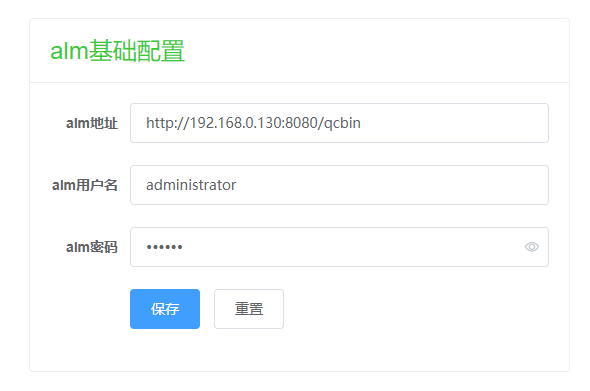 alm基础配置
alm地址
http://192.168.0.130:8080/qcbin
alm用户名
administrator
alm密码
••••••
保存 重置